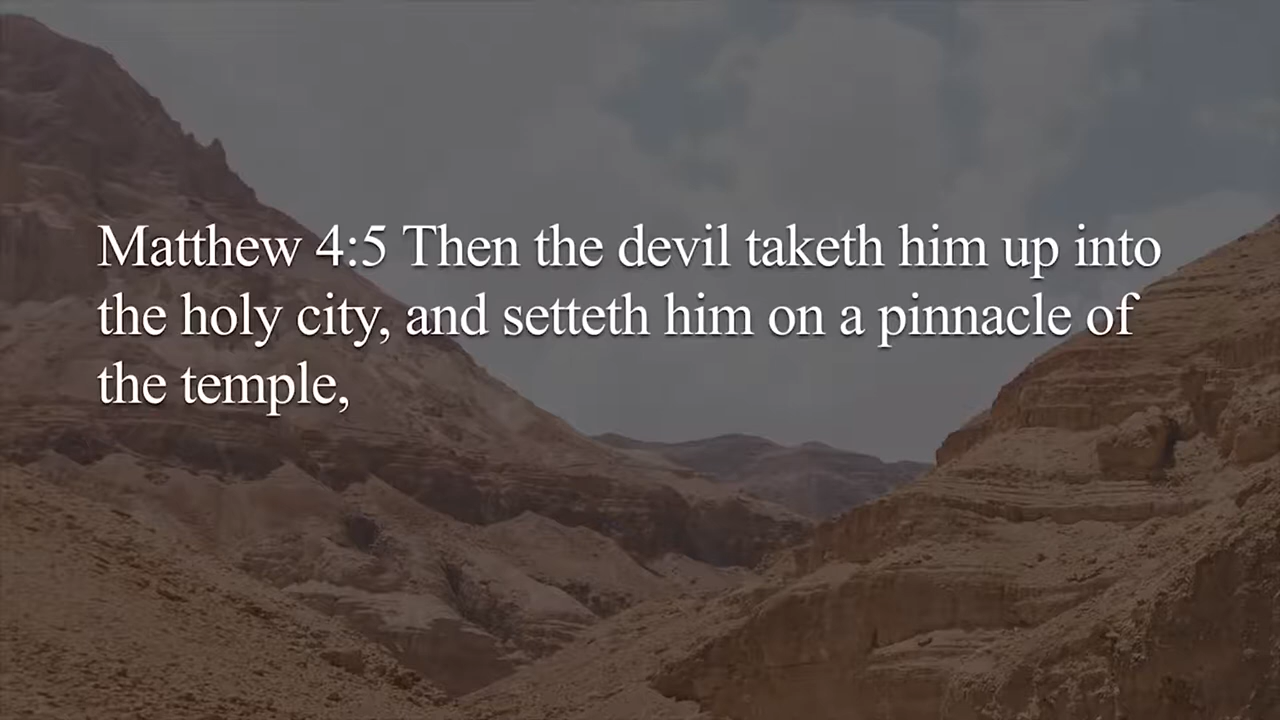 Matthew 4:5 Then the devil taketh him up into
the holy city, and setteth him on a pinnacle of
the temple,